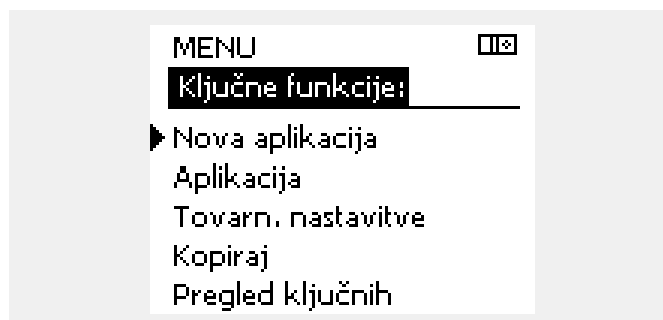 MENU
Ključne funkcije:
Nova aplikacija
Aplikacija
Tovarn. nastavitve
Kopiraj
Pregled ključnih